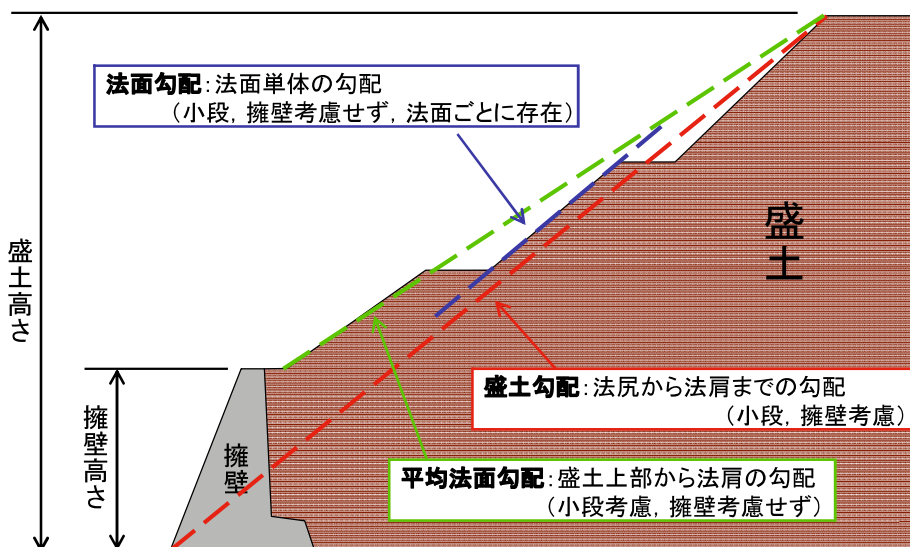 法面勾配：法面単体の勾配
（小段，擁壁考慮せず，法面ごとに存在）
盛土
盛土高さ
盛土勾配：法尻から法肩までの勾配
（小段，擁壁考慮）
擁壁高さ
擁壁
平均法面勾配：盛土上部から法肩の勾配
（小段考慮，擁壁考慮せず）